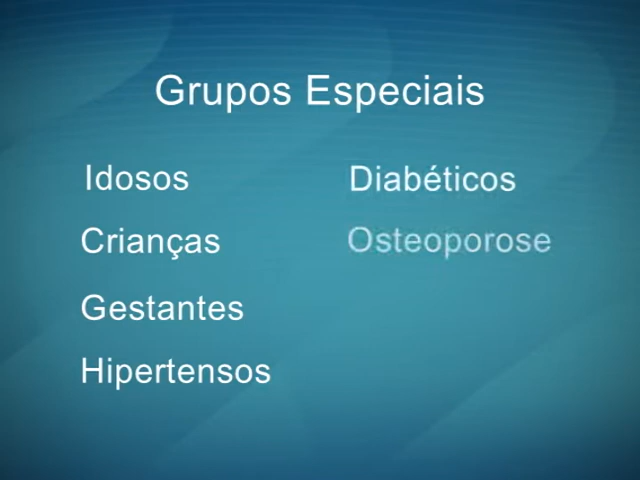 Grupos Especiais
Idosos
Crianças
Gestantes
Hipertensos
Diabéticos
Osteoporose